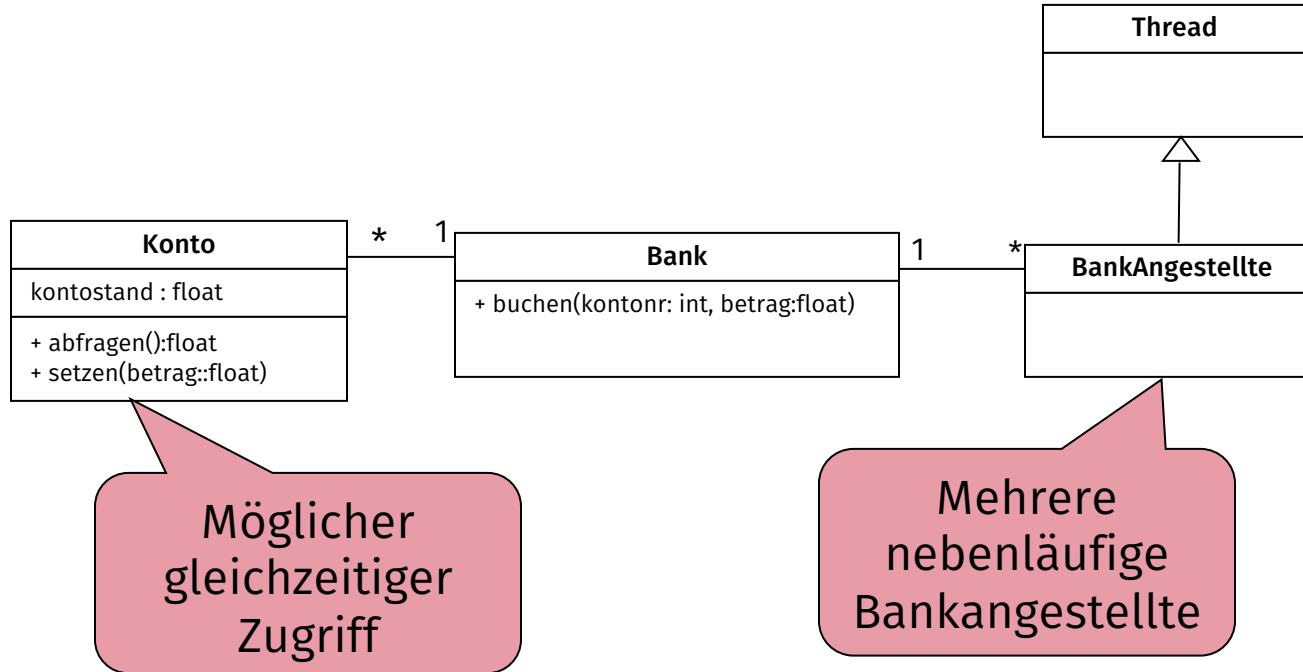 Thread
Konto
* 1
kontostand : float
+ abfragen():float
+ setzen(betrag::float)
Bank
+ buchen(kontonr: int, betrag:float)
1 *
BankAngestellte
Möglicher
gleichzeitiger
Zugriff
Mehrere
nebenläufige
Bankangestellte